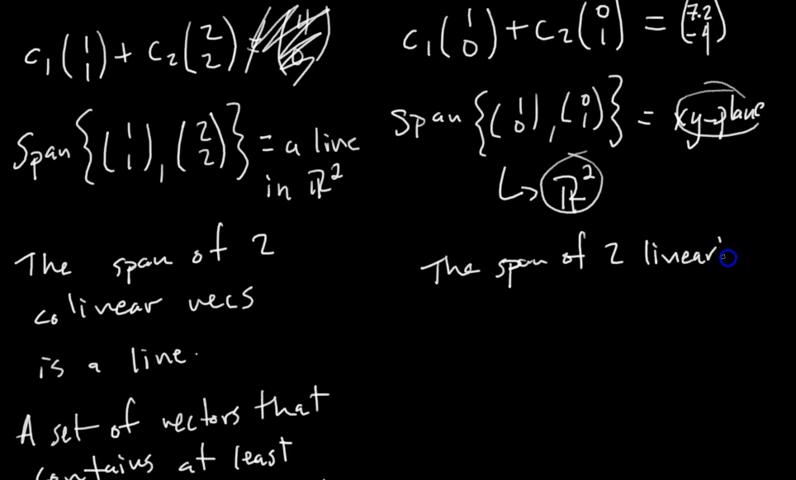 c₁(1 1) + c₂(2 2)
Span{(1 1), (2 2)} = a line
in ℝ²
The span of 2
colinear vecs
is a line.
A set of vectors that
contains at least
c₁(1 0) + c₂(0 1) = (7.2 -4)
Span{(1 0), (0 1)} = xy-plane
↳ ℝ²
The span of 2 linear